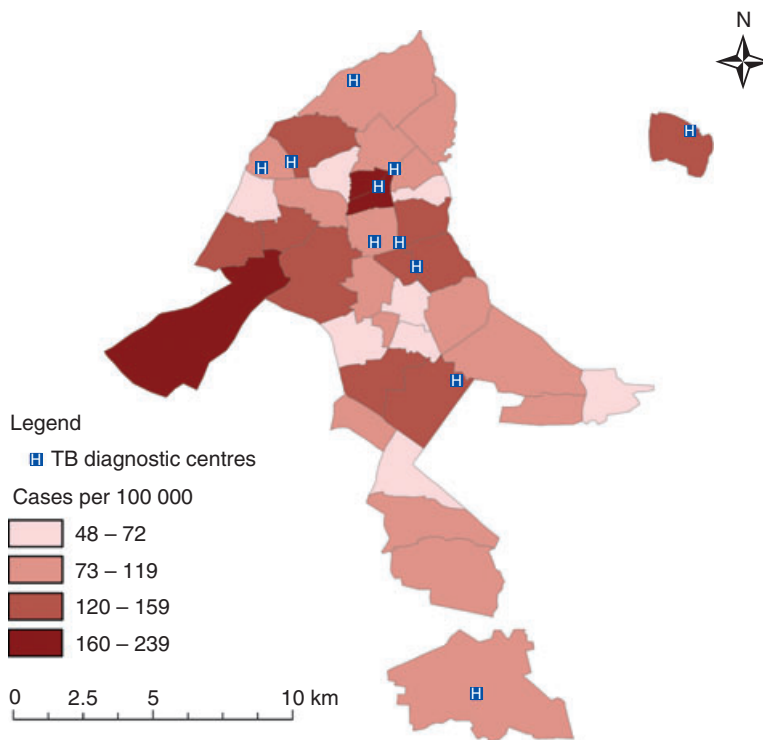 N
H
H
H
H
H
H
H
H
H
H
H
Legend
H TB diagnostic centres
Cases per 100 000
48 – 72
73 – 119
120 – 159
160 – 239
0 2.5 5 10 km